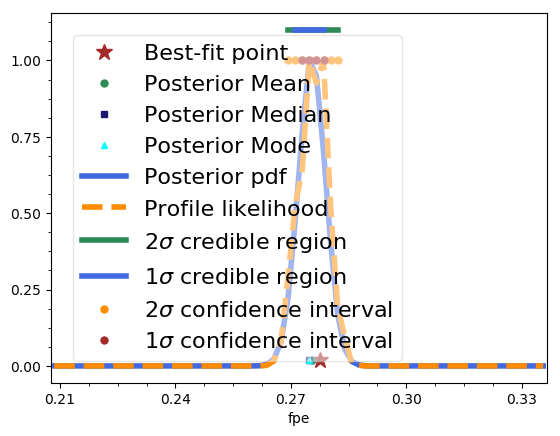 1.00
0.75
0.50
0.25
0.00
Best-fit point
Posterior Mean
Posterior Median
Posterior Mode
Posterior pdf
Profile likelihood
2σ credible region
1σ credible region
2σ confidence interval
1σ confidence interval
0.21 0.24 0.27 0.30 0.33
fpe